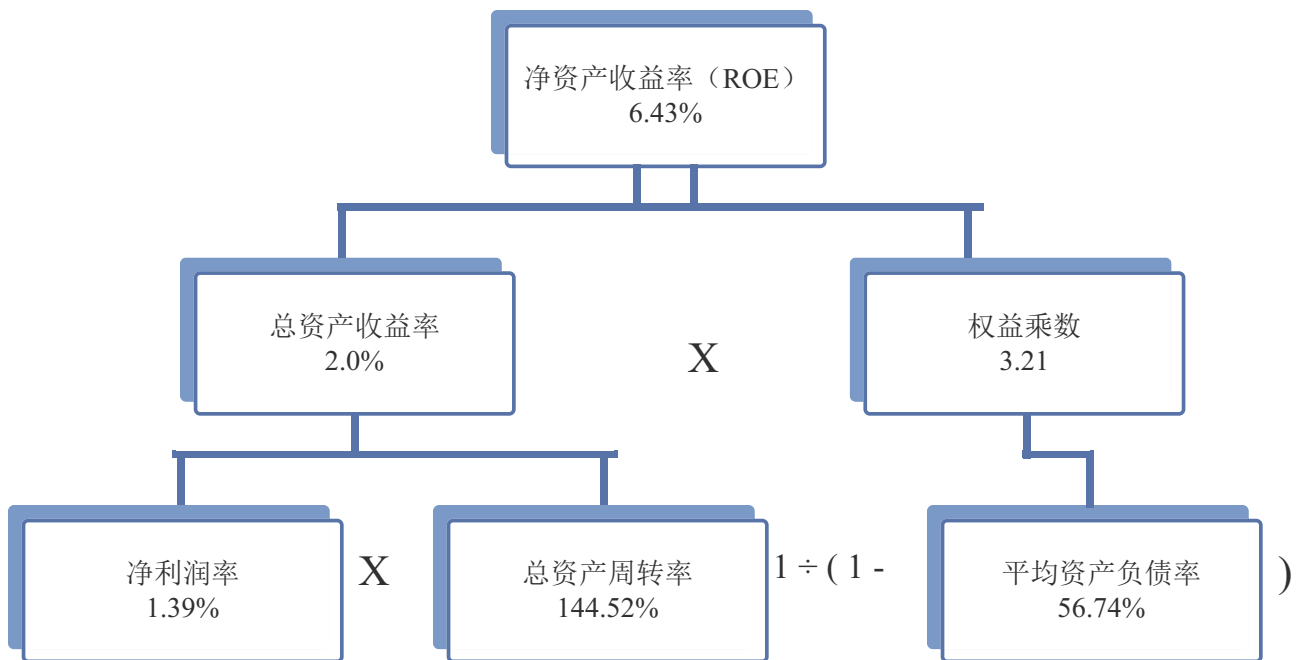 净资产收益率（ROE）
6.43%
总资产收益率
2.0%
X
权益乘数
3.21
净利润率
1.39%
X
总资产周转率
144.52%
1 ÷ ( 1 -
平均资产负债率
56.74%
)